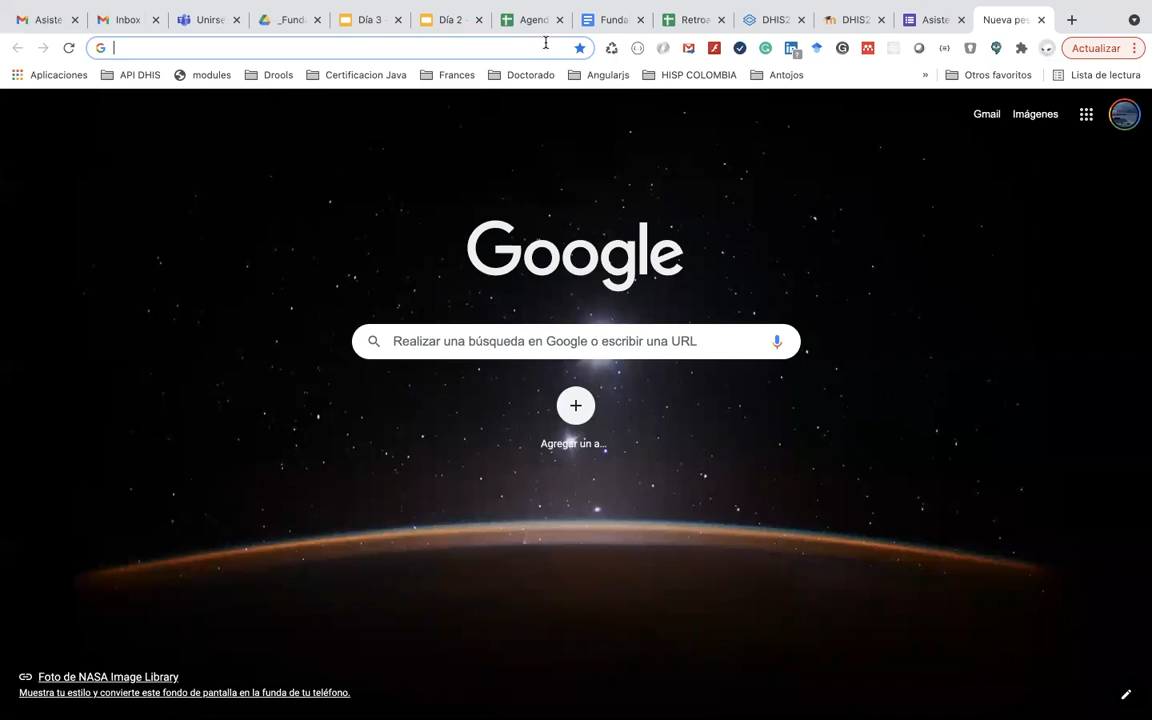 Asiste
Inbox
Unirse
_Fund
Día 3 -
Día 2 -
Agend
Funda
Retroa
DHIS2
DHIS2
Asiste
Nueva pes
G
Actualizar
Aplicaciones
API DHIS
modules
Drools
Certificacion Java
Frances
Doctorado
Angularjs
HISP COLOMBIA
Antojos
»
Otros favoritos
Lista de lectura
Gmail
Imágenes
Google
Realizar una búsqueda en Google o escribir una URL
Agregar un a...
Foto de NASA Image Library
Muestra tu estilo y convierte este fondo de pantalla en la funda de tu teléfono.